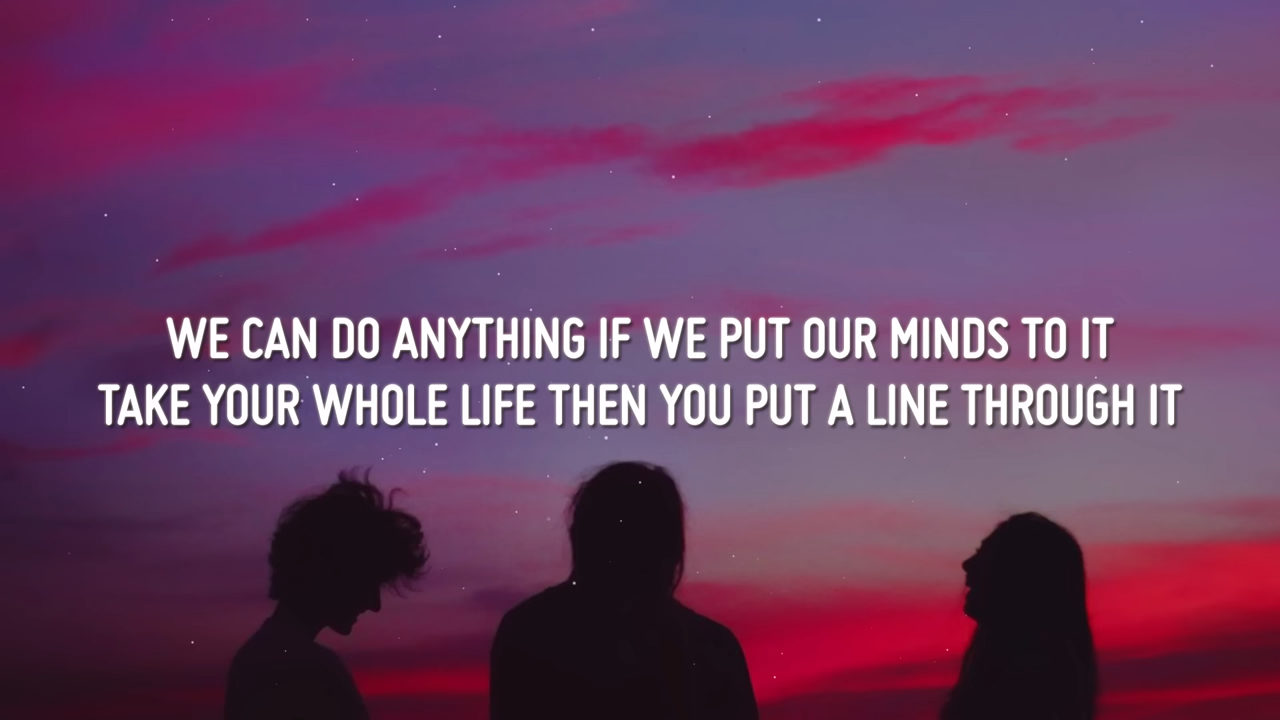 WE CAN DO ANYTHING IF WE PUT OUR MINDS TO IT
TAKE YOUR WHOLE LIFE THEN YOU PUT A LINE THROUGH IT